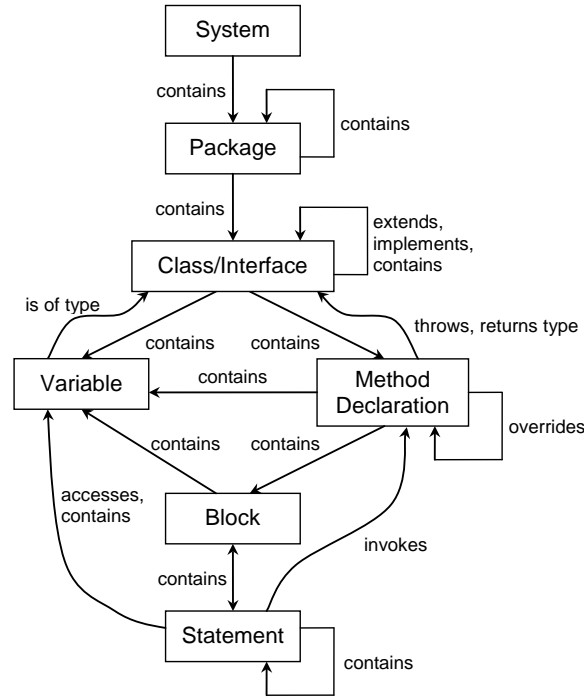 System
contains
contains
Package
contains
extends,
implements,
contains
Class/Interface
is of type
throws, returns type
contains
contains
Variable
contains
Method
Declaration
overrides
contains
contains
accesses,
contains
Block
invokes
contains
Statement
contains